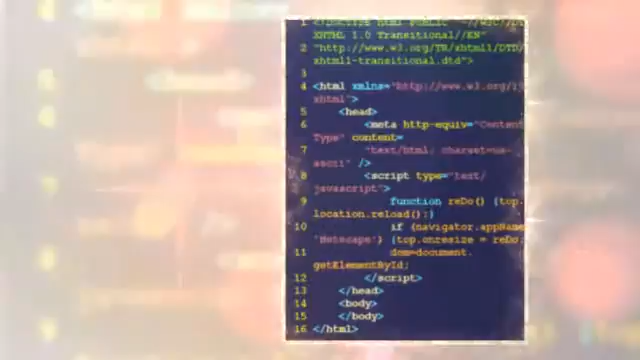 1 <!DOCTYPE html PUBLIC "-//W3C//DT
XHTML 1.0 Transitional//EN"
2 "http://www.w3.org/TR/xhtml1/DTD/
xhtml1-transitional.dtd">
3
4 <html xmlns="http://www.w3.org/1
xhtml">
5 <head>
6 <meta http-equiv="Content
Type" content=
7 "text/html; charset=us-
ascii" />
8 <script type="text/
javascript">
9 function reDo() {top.
location.reload();}
10 if (navigator.appName
'Netscape') {top.onresize = reDo;
11 dom=document.
getElementById;
12 </script>
13 </head>
14 <body>
15 </body>
16 </html>